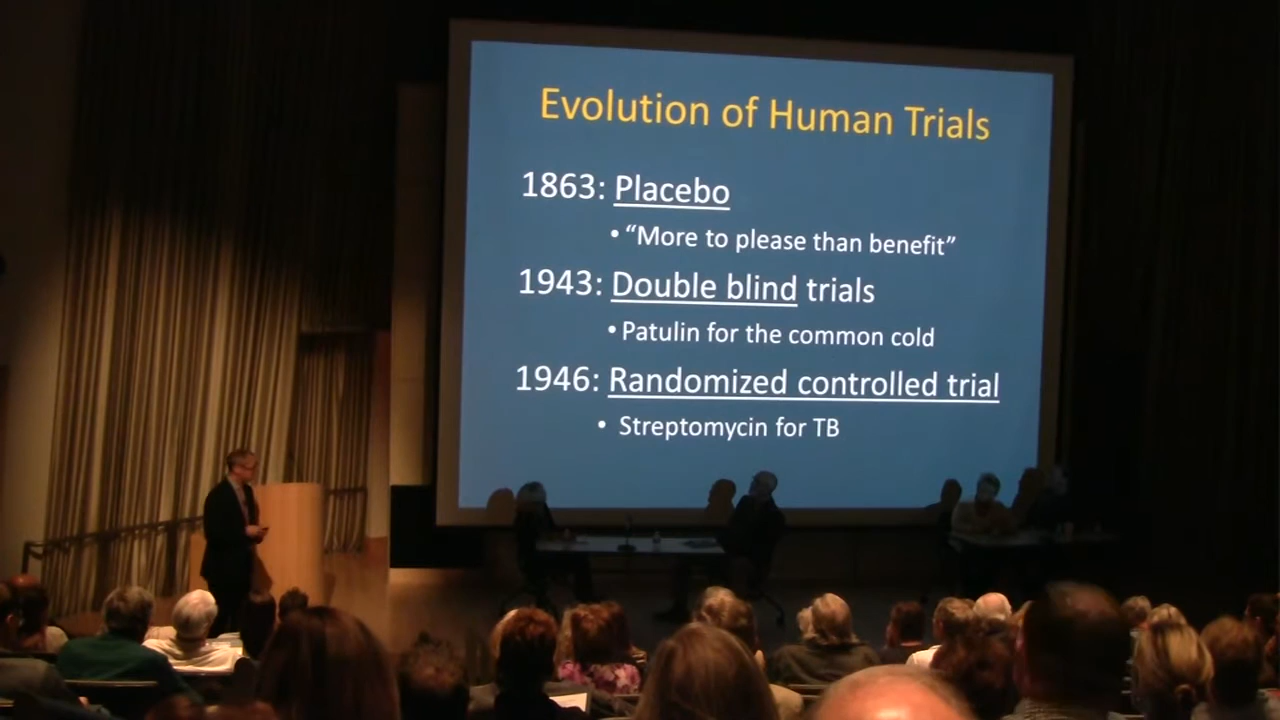 Evolution of Human Trials
1863: Placebo
• “More to please than benefit”
1943: Double blind trials
• Patulin for the common cold
1946: Randomized controlled trial
• Streptomycin for TB